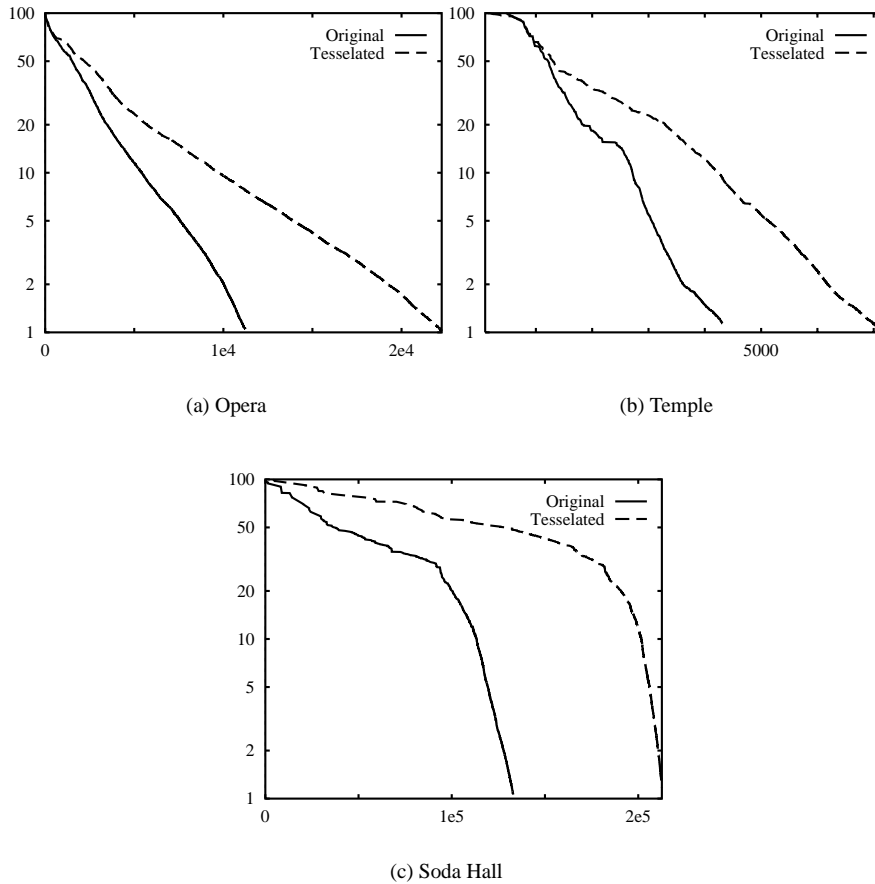 100
50
20
10
5
2
1
0
1e4
2e4
Original
Tesselated
(a) Opera
100
50
20
10
5
2
1
5000
Original
Tesselated
(b) Temple
100
50
20
10
5
2
1
0
1e5
2e5
Original
Tesselated
(c) Soda Hall